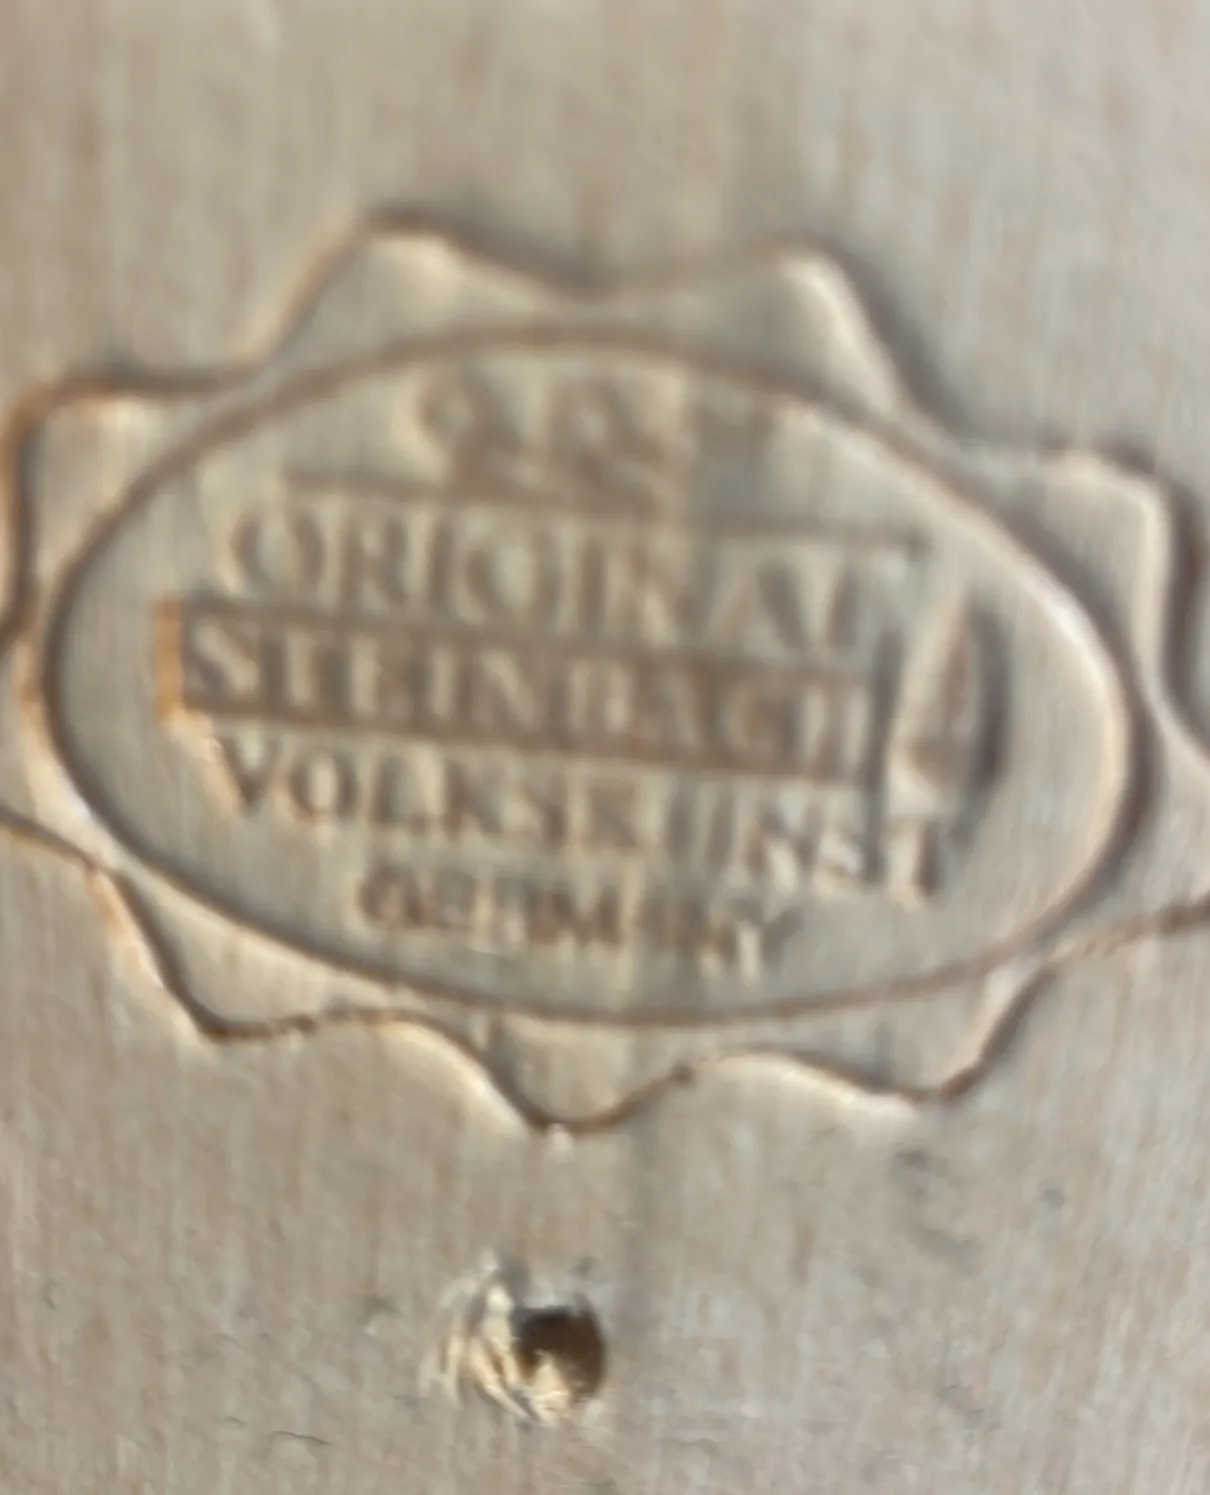 ORIGINAL
STEINBACH
VOLKSKUNST
GERMANY